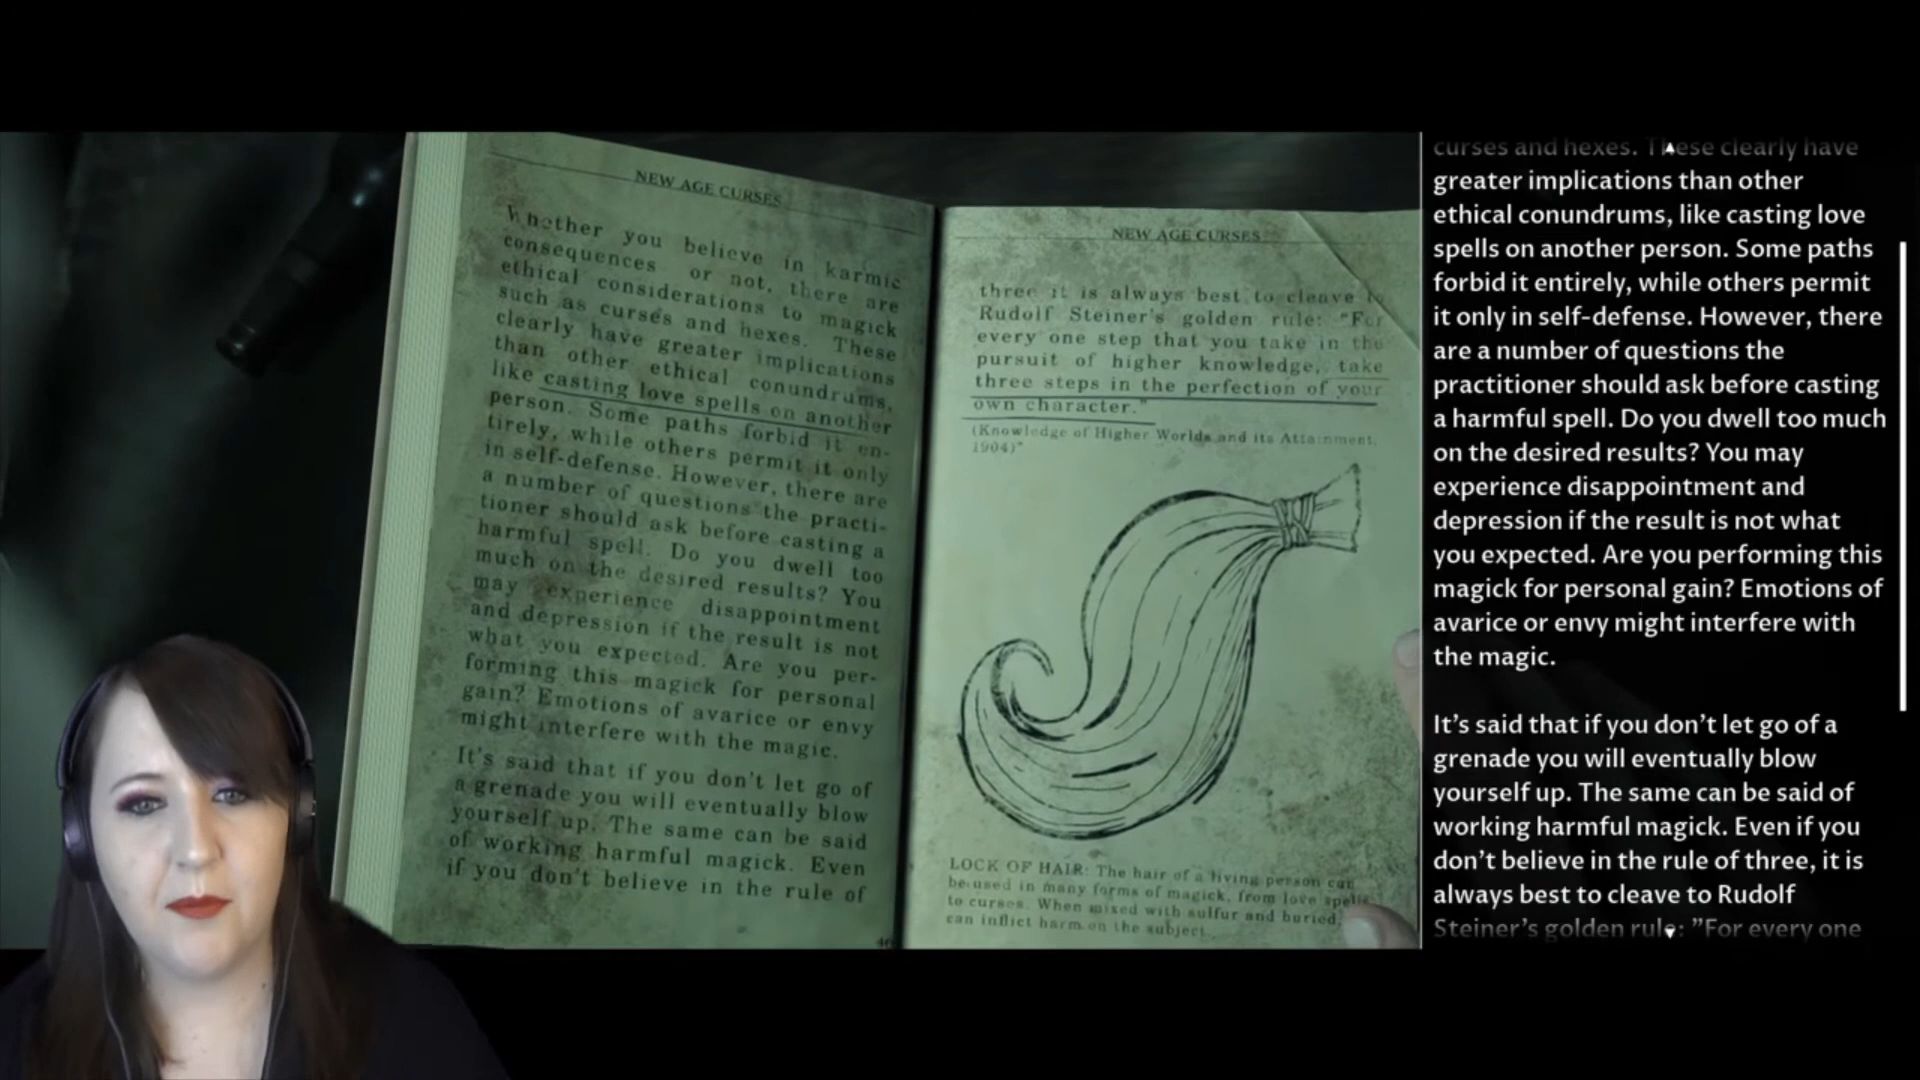 NEW AGE CURSES
Whether you believe in karmic
consequences or not, there are
ethical considerations to magick
such as curses and hexes. These
clearly have greater implications
than other ethical conundrums,
like casting love spells on another
person. Some paths forbid it en-
tirely, while others permit it only
in self-defense. However, there are
a number of questions the practi-
tioner should ask before casting a
harmful spell. Do you dwell too
much on the desired results? You
may experience disappointment
and depression if the result is not
what you expected. Are you per-
forming this magick for personal
gain? Emotions of avarice or envy
might interfere with the magic.
It's said that if you don't let go of
a grenade you will eventually blow
yourself up. The same can be said
of working harmful magick. Even
if you don't believe in the rule of
46
NEW AGE CURSES
three it is always best to cleave to
Rudolf Steiner's golden rule: "For
every one step that you take in the
pursuit of higher knowledge, take
three steps in the perfection of your
own character."
(Knowledge of Higher Worlds and its Attainment,
1904)"
LOCK OF HAIR: The hair of a living person can
be used in many forms of magick, from love spells
to curses. When mixed with sulfur and buried,
can inflict harm on the subject.
curses and hexes. These clearly have
greater implications than other
ethical conundrums, like casting love
spells on another person. Some paths
forbid it entirely, while others permit
it only in self-defense. However, there
are a number of questions the
practitioner should ask before casting
a harmful spell. Do you dwell too much
on the desired results? You may
experience disappointment and
depression if the result is not what
you expected. Are you performing this
magick for personal gain? Emotions of
avarice or envy might interfere with
the magic.
It's said that if you don't let go of a
grenade you will eventually blow
yourself up. The same can be said of
working harmful magick. Even if you
don't believe in the rule of three, it is
always best to cleave to Rudolf
Steiner's golden rule: "For every one